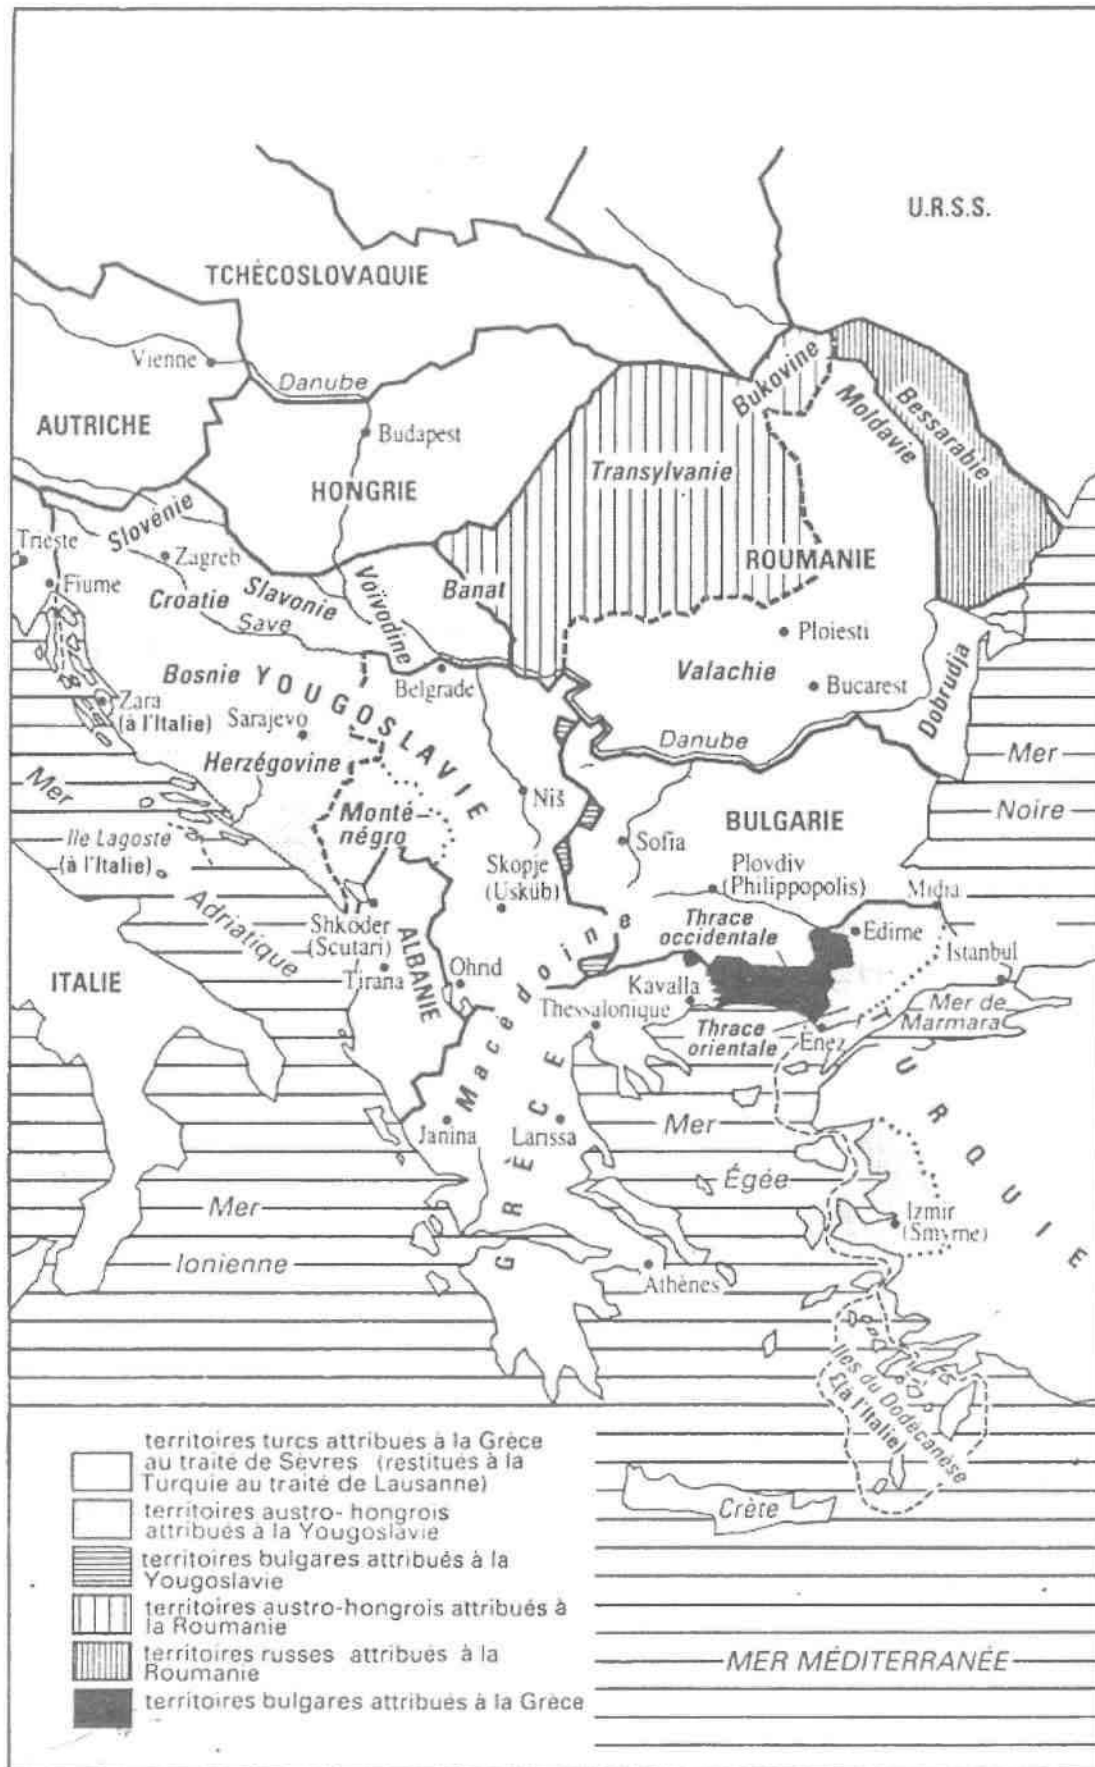 U.R.S.S.
TCHÉCOSLOVAQUIE
Vienne
Danube
Bukovine
AUTRICHE
Budapest
Moldavie
Bessarabie
Transylvanie
HONGRIE
Slovénie
Trieste
Zagreb
ROUMANIE
Fiume
Croatie
Slavonie
Voïvodine
Banat
Save
Ploiesti
Bosnie
YOUGOSLAVIE
Belgrade
Valachie
Bucarest
Dobrudja
Zara
(à l'Italie)
Sarajevo
Danube
Mer
Noire
Herzégovine
Mer
Adriatique
Niš
Monté
négro
BULGARIE
Ile Lagosta
(à l'Italie)
Sofia
Skopje
(Usküb)
Plovdiv
(Philippopolis)
Midia
Shkoder
(Scutari)
Thrace
occidentale
Edirne
Istanbul
ITALIE
Tirana
ALBANIE
Ohrid
Macédoine
Kavalla
Thessalonique
Mer de
Marmara
Thrace
orientale
Enez
TURQUIE
Janina
Larissa
GRÈCE
Mer
Égée
Mer
Ionienne
Izmir
(Smyrne)
Athènes
Iles du Dodécanèse
(à l'Italie)
Crète
MER MÉDITERRANÉE
territoires turcs attribués à la Grèce
au traité de Sèvres (restitués à la
Turquie au traité de Lausanne)
territoires austro-hongrois
attribués à la Yougoslavie
territoires bulgares attribués à la
Yougoslavie
territoires austro-hongrois attribués à
la Roumanie
territoires russes attribués à la
Roumanie
territoires bulgares attribués à la Grèce